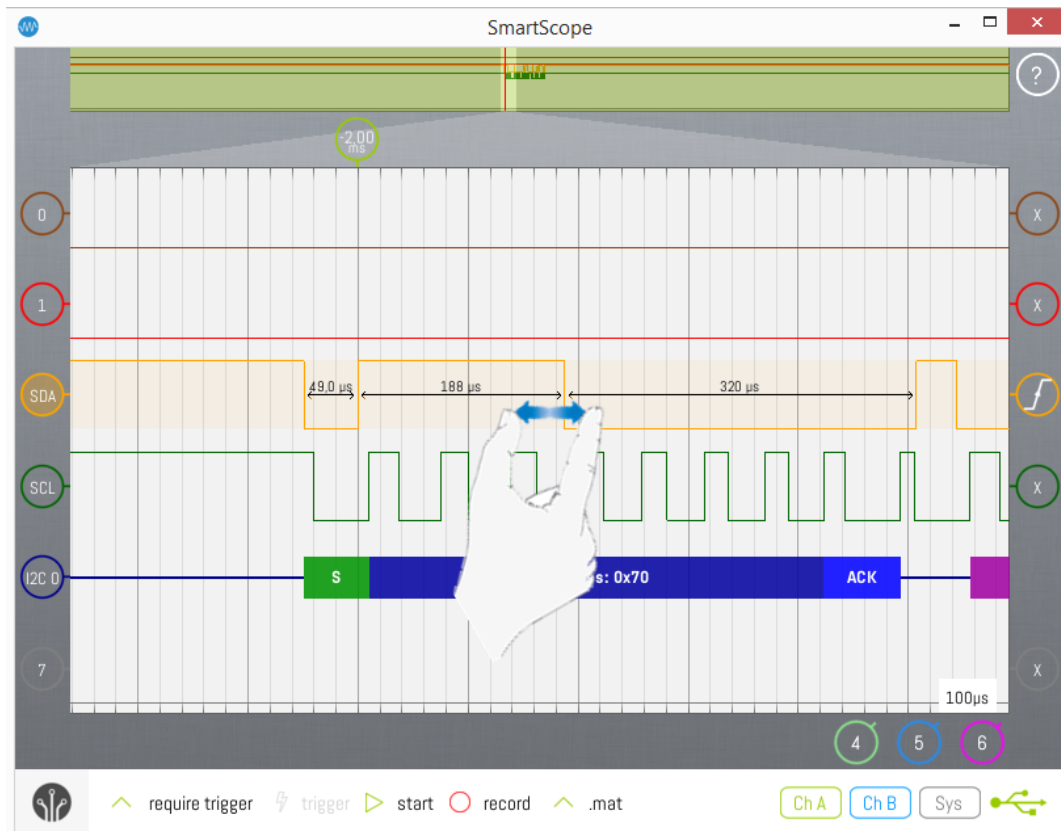 SmartScope
?
-2,00
ms
0
X
1
X
49,0 µs
188 µs
320 µs
SDA
SCL
X
I2C 0
S
s: 0x70
ACK
7
X
100µs
4
5
6
require trigger
trigger
start
record
.mat
Ch A
Ch B
Sys